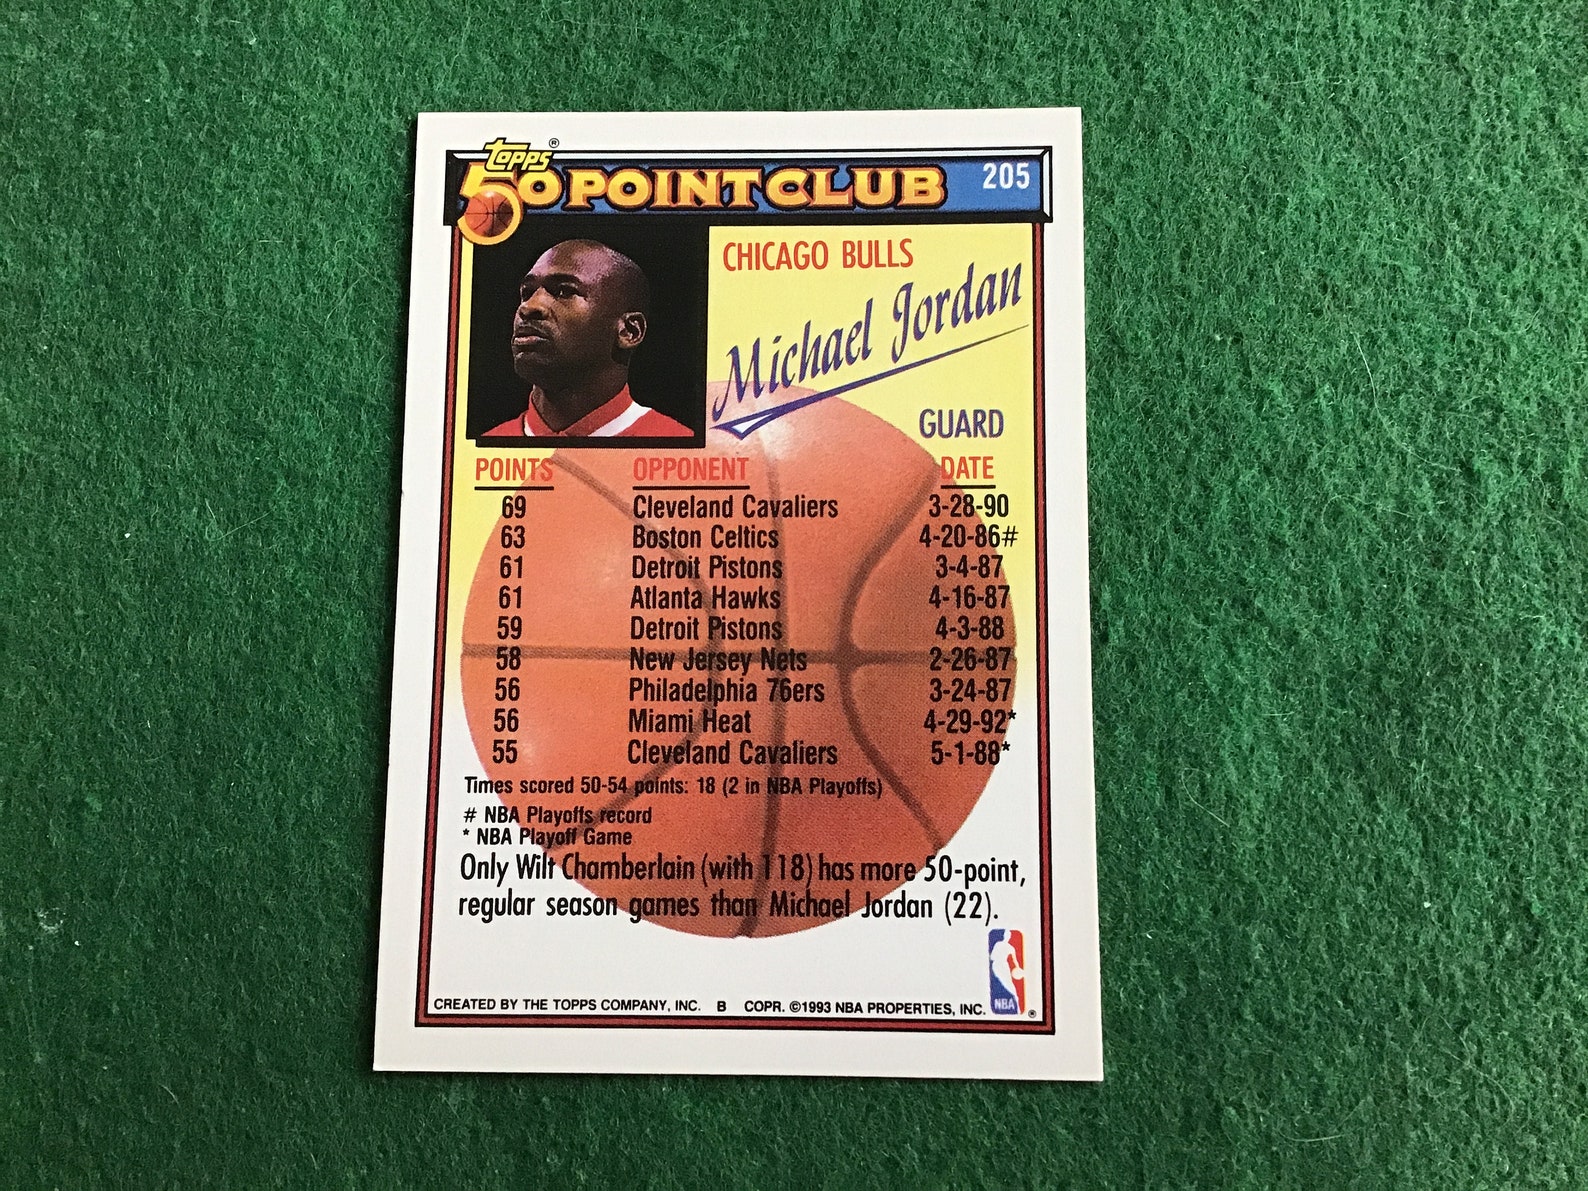 topps ®
50 POINT CLUB 205
CHICAGO BULLS
Michael Jordan
GUARD
POINTS OPPONENT DATE
69 Cleveland Cavaliers 3-28-90
63 Boston Celtics 4-20-86#
61 Detroit Pistons 3-4-87
61 Atlanta Hawks 4-16-87
59 Detroit Pistons 4-3-88
58 New Jersey Nets 2-26-87
56 Philadelphia 76ers 3-24-87
56 Miami Heat 4-29-92*
55 Cleveland Cavaliers 5-1-88*
Times scored 50-54 points: 18 (2 in NBA Playoffs)
# NBA Playoffs record
* NBA Playoff Game
Only Wilt Chamberlain (with 118) has more 50-point,
regular season games than Michael Jordan (22).
NBA ®
CREATED BY THE TOPPS COMPANY, INC. B COPR. ©1993 NBA PROPERTIES, INC.